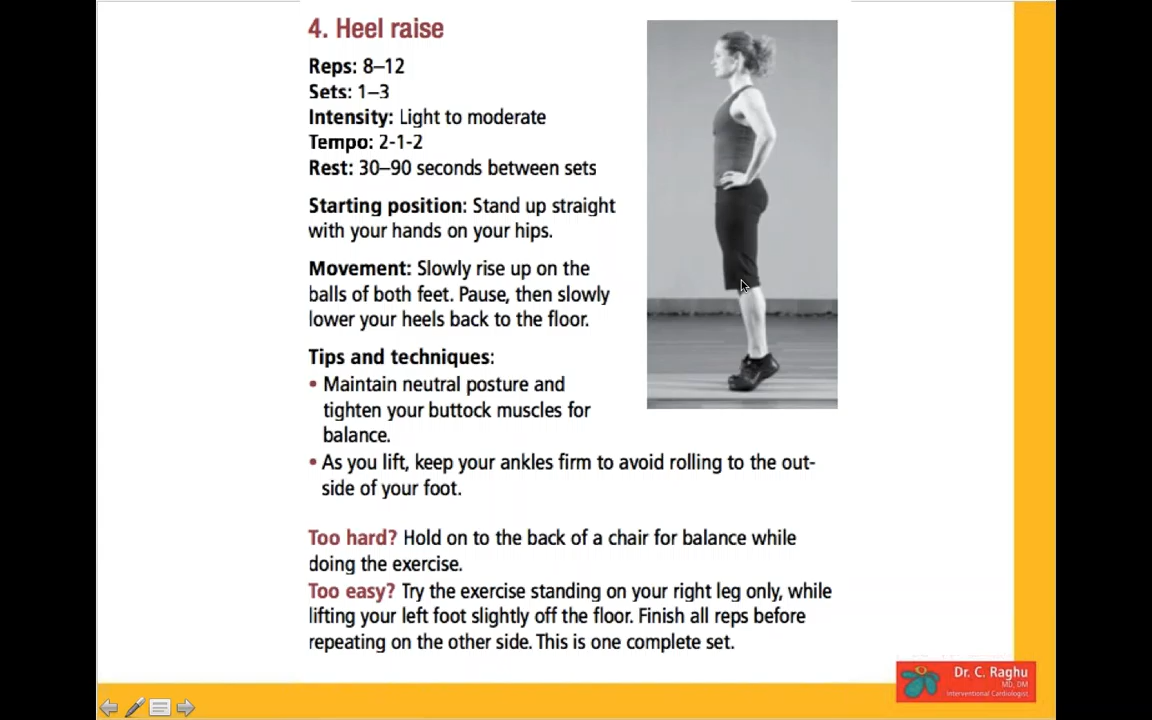 4. Heel raise
Reps: 8–12
Sets: 1–3
Intensity: Light to moderate
Tempo: 2-1-2
Rest: 30–90 seconds between sets
Starting position: Stand up straight
with your hands on your hips.
Movement: Slowly rise up on the
balls of both feet. Pause, then slowly
lower your heels back to the floor.
Tips and techniques:
• Maintain neutral posture and
tighten your buttock muscles for
balance.
• As you lift, keep your ankles firm to avoid rolling to the out-
side of your foot.
Too hard? Hold on to the back of a chair for balance while
doing the exercise.
Too easy? Try the exercise standing on your right leg only, while
lifting your left foot slightly off the floor. Finish all reps before
repeating on the other side. This is one complete set.
Dr. C. Raghu
MD, DM
Interventional Cardiologist